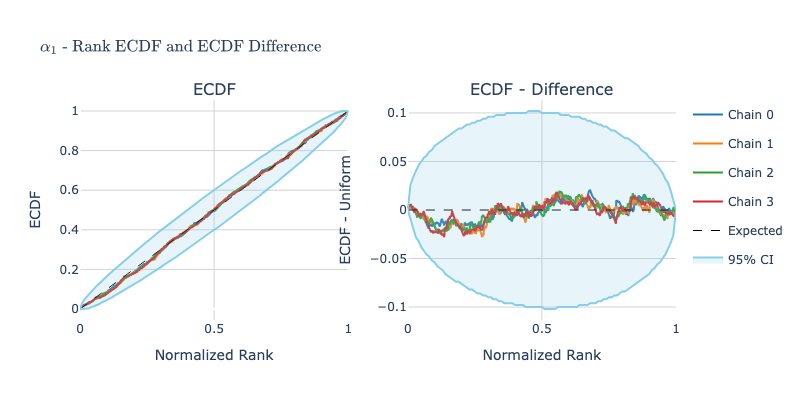 α₁ - Rank ECDF and ECDF Difference
ECDF
ECDF - Difference
ECDF
1
0.8
0.6
0.4
0.2
0
0
0.5
1
Normalized Rank
ECDF - Uniform
0.1
0.05
0
−0.05
−0.1
0
0.5
1
Normalized Rank
Chain 0
Chain 1
Chain 2
Chain 3
Expected
95% CI